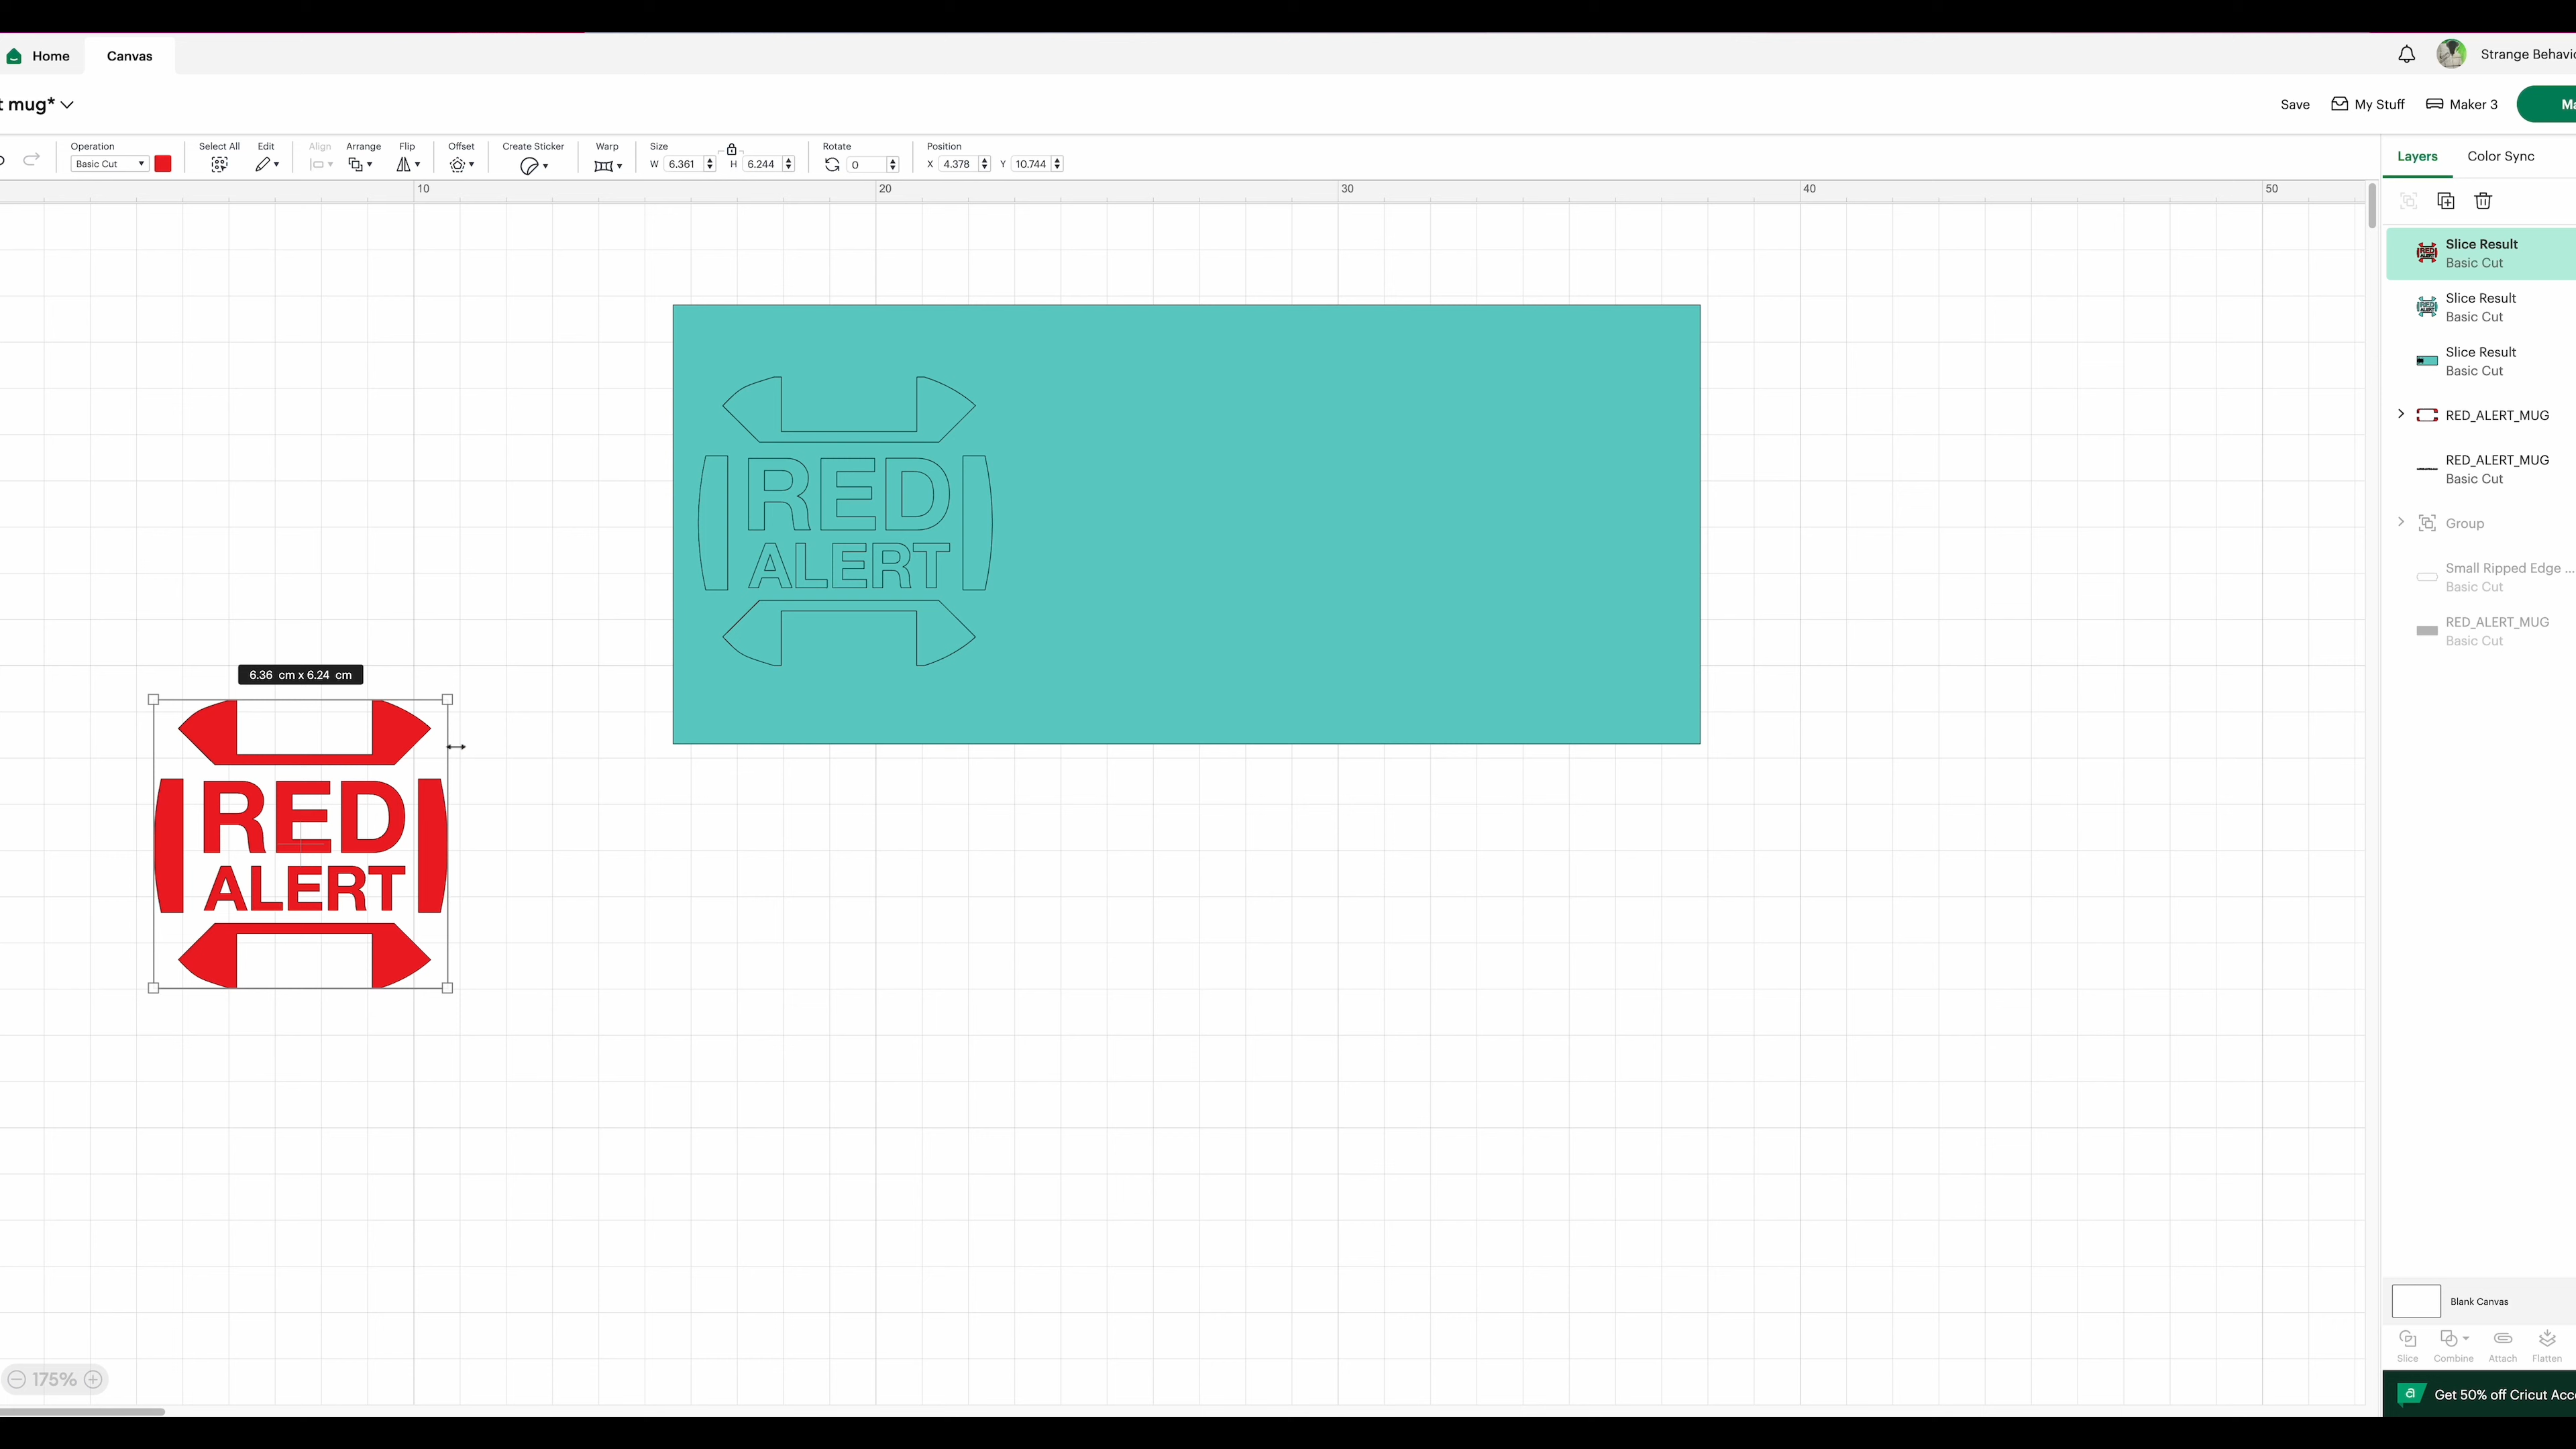 Home Canvas Strange Behavio
t mug* Save My Stuff Maker 3 Ma
Operation Select All Edit Align Arrange Flip Offset Create Sticker Warp Size Rotate Position
Basic Cut W 6.361 H 6.244 0 X 4.378 Y 10.744
Layers Color Sync
10 20 30 40 50
Slice Result
Basic Cut
Slice Result
Basic Cut
Slice Result
Basic Cut
RED_ALERT_MUG
RED_ALERT_MUG
Basic Cut
Group
Small Ripped Edge ...
Basic Cut
RED_ALERT_MUG
Basic Cut
RED
ALERT
6.36 cm x 6.24 cm
RED
ALERT
Blank Canvas
Slice Combine Attach Flatten
175%
a Get 50% off Cricut Acce